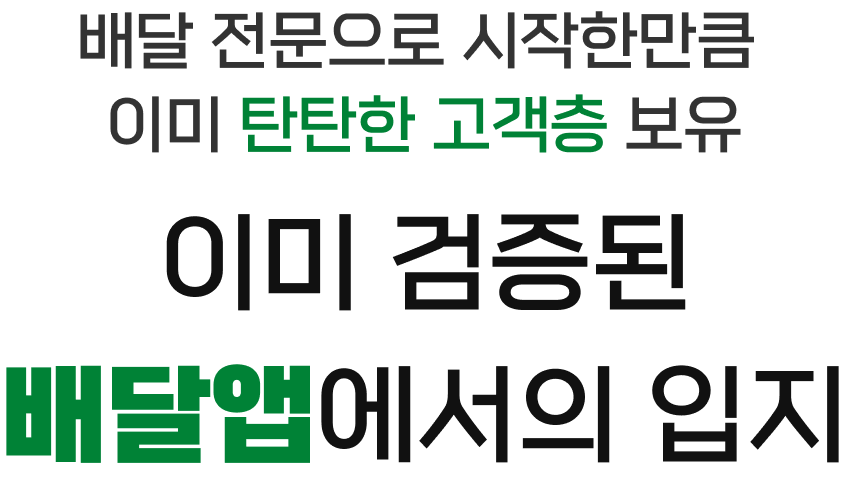 배달 전문으로 시작한만큼
이미 탄탄한 고객층 보유
이미 검증된
배달앱에서의 입지